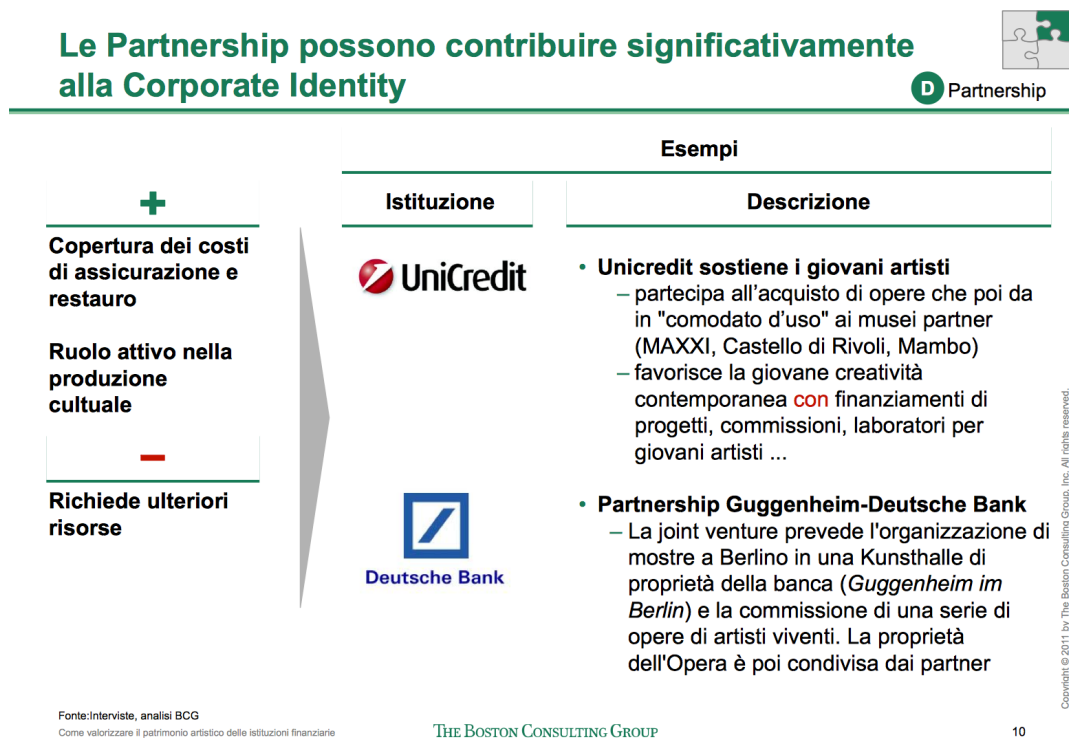 Le Partnership possono contribuire significativamente
alla Corporate Identity
D Partnership
Esempi
+
Istituzione
Descrizione
Copertura dei costi
di assicurazione e
restauro
Ruolo attivo nella
produzione
cultuale
–
Richiede ulteriori
risorse
UniCredit
• Unicredit sostiene i giovani artisti
– partecipa all'acquisto di opere che poi da
in "comodato d'uso" ai musei partner
(MAXXI, Castello di Rivoli, Mambo)
– favorisce la giovane creatività
contemporanea con finanziamenti di
progetti, commissioni, laboratori per
giovani artisti ...
Deutsche Bank
• Partnership Guggenheim-Deutsche Bank
– La joint venture prevede l'organizzazione di
mostre a Berlino in una Kunsthalle di
proprietà della banca (Guggenheim im
Berlin) e la commissione di una serie di
opere di artisti viventi. La proprietà
dell'Opera è poi condivisa dai partner
Copyright © 2011 by The Boston Consulting Group, Inc. All rights reserved.
Fonte:Interviste, analisi BCG
Come valorizzare il patrimonio artistico delle istituzioni finanziarie
THE BOSTON CONSULTING GROUP
10